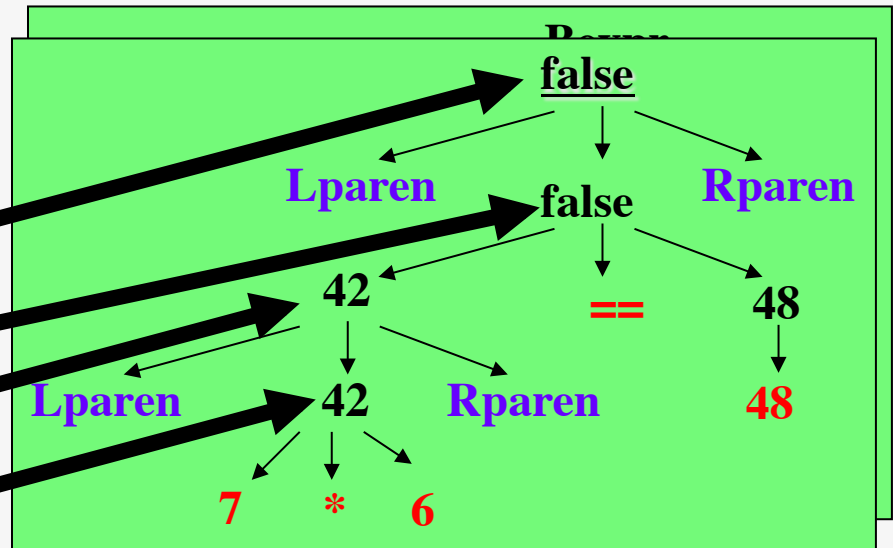 false
Lparen false Rparen
42 == 48
Lparen 42 Rparen 48
7 * 6